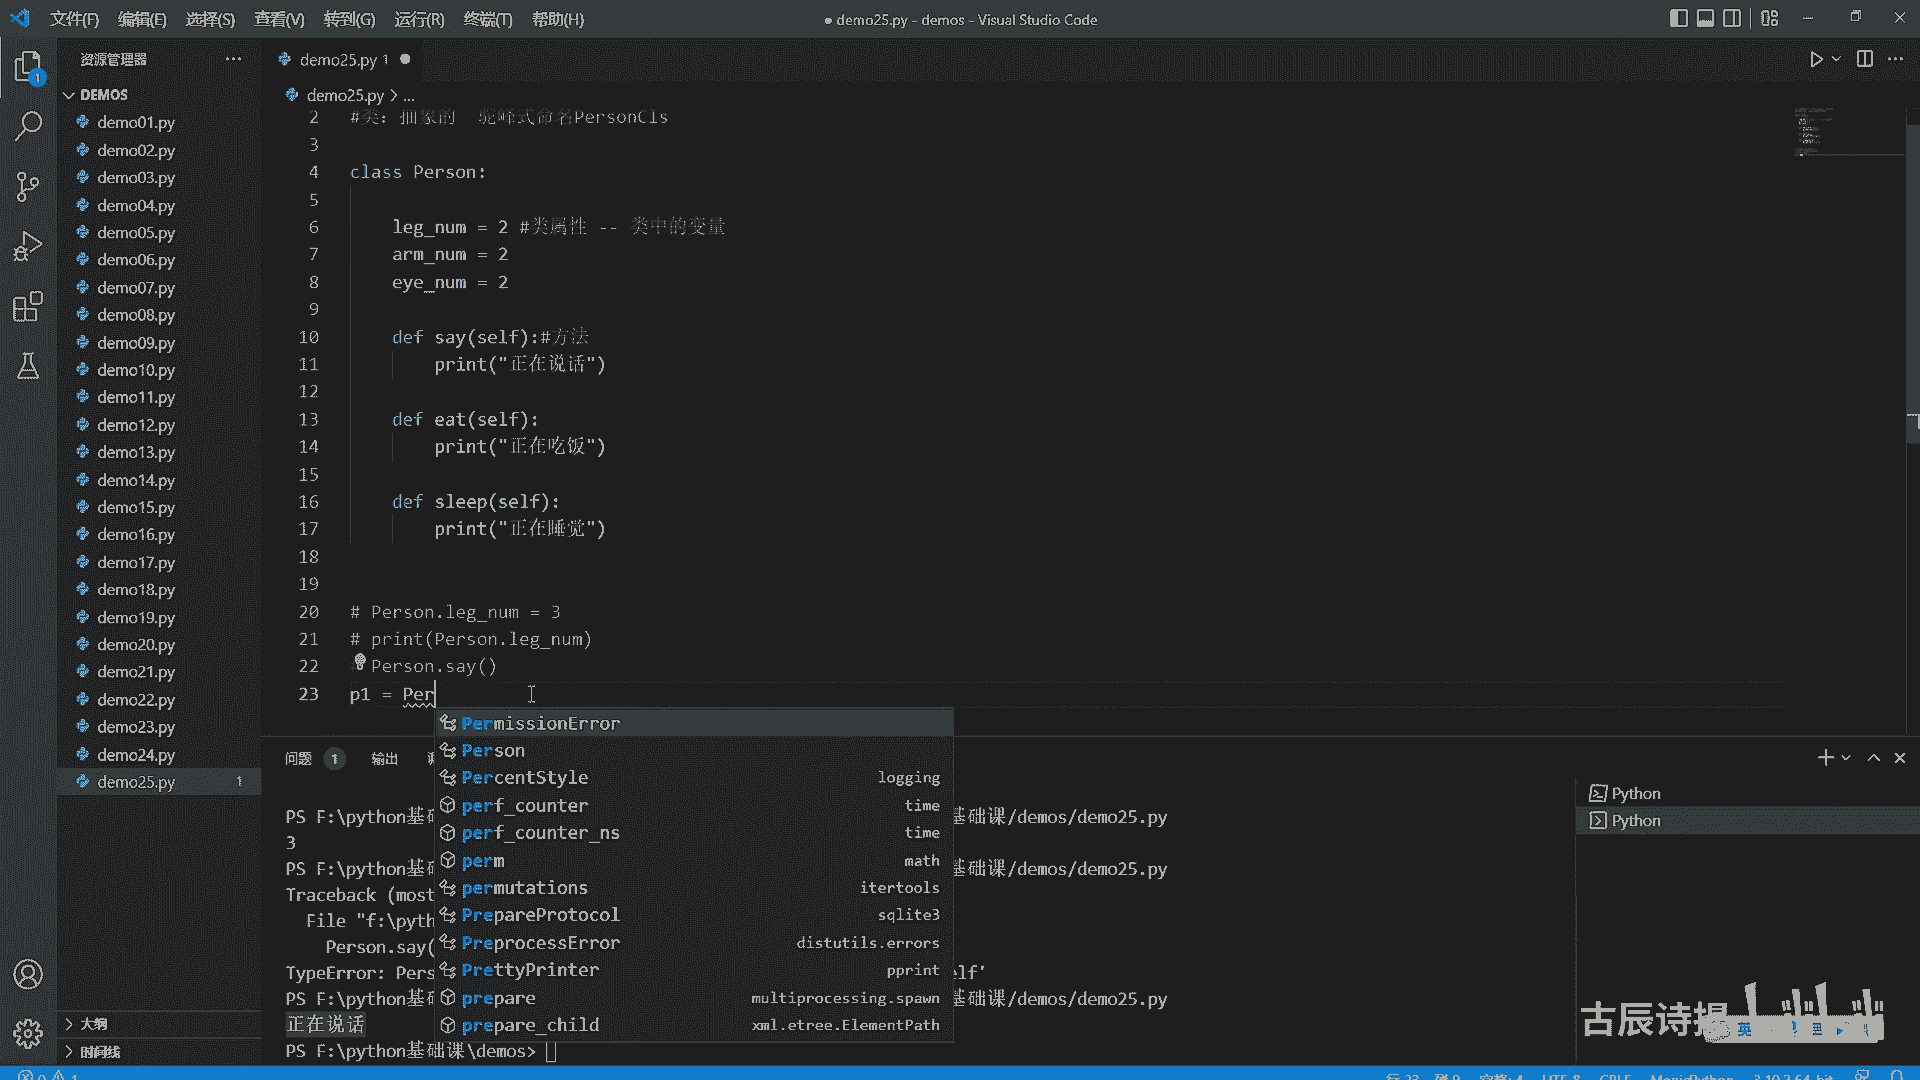 文件(F) 编辑(E) 选择(S) 查看(V) 转到(G) 运行(R) 终端(T) 帮助(H)
● demo25.py - demos - Visual Studio Code
资源管理器
DEMOS
demo01.py
demo02.py
demo03.py
demo04.py
demo05.py
demo06.py
demo07.py
demo08.py
demo09.py
demo10.py
demo11.py
demo12.py
demo13.py
demo14.py
demo15.py
demo16.py
demo17.py
demo18.py
demo19.py
demo20.py
demo21.py
demo22.py
demo23.py
demo24.py
demo25.py 1
大纲
时间线
1
demo25.py 1 ●
demo25.py > ...
2 #类：抽象的 驼峰式命名PersonCls
3
4 class Person:
5
6 leg_num = 2 #类属性 -- 类中的变量
7 arm_num = 2
8 eye_num = 2
9
10 def say(self):#方法
11 print("正在说话")
12
13 def eat(self):
14 print("正在吃饭")
15
16 def sleep(self):
17 print("正在睡觉")
18
19
20 # Person.leg_num = 3
21 # print(Person.leg_num)
22 Person.say()
23 p1 = Per
PermissionError
Person
PercentStyle logging
perf_counter time
perf_counter_ns time
perm math
permutations itertools
PrepareProtocol sqlite3
PreprocessError distutils.errors
PrettyPrinter pprint
prepare multiprocessing.spawn
prepare_child xml.etree.ElementPath
问题 1 输出
PS F:\python基 基础课/demos/demo25.py
3
PS F:\python基 基础课/demos/demo25.py
Traceback (most
File "f:\pyth
Person.say(
TypeError: Pers elf'
PS F:\python基 基础课/demos/demo25.py
正在说话
PS F:\python基础课\demos>
Python
Python
古辰诗
英